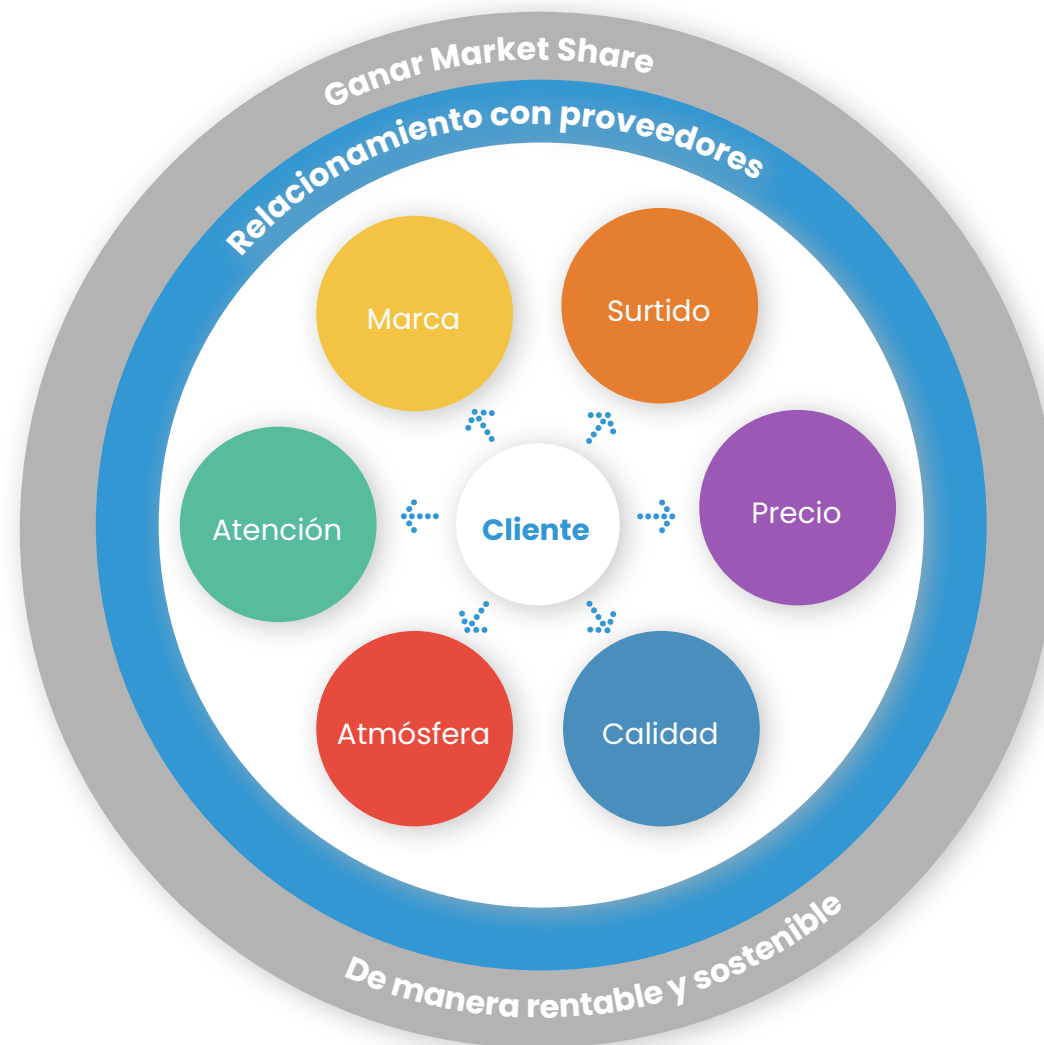 Ganar Market Share
Relacionamiento con proveedores
Marca
Surtido
Atención
Cliente
Precio
Atmósfera
Calidad
De manera rentable y sostenible